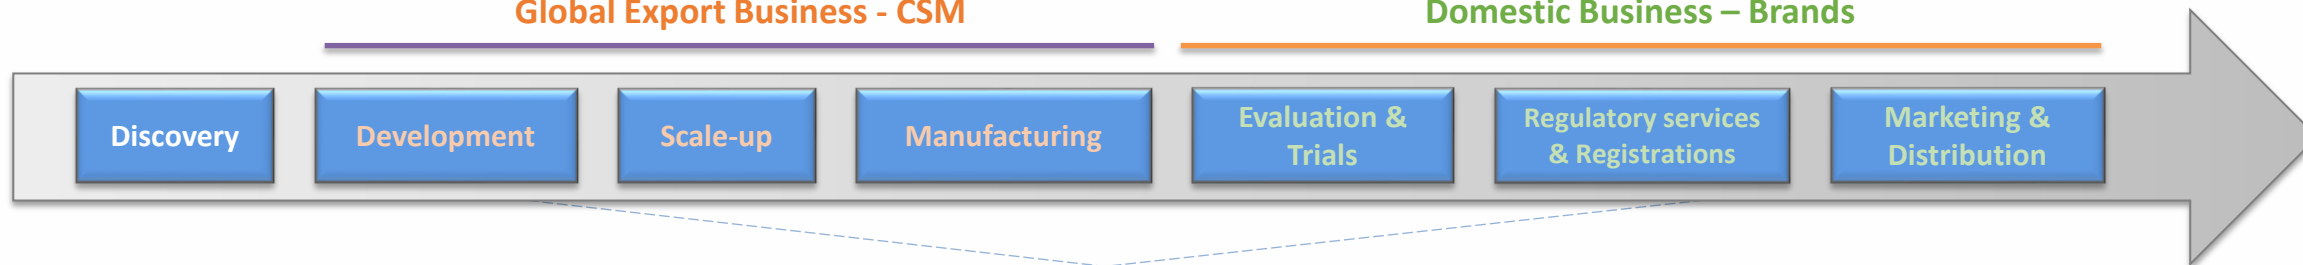 Global Export Business - CSM
Domestic Business – Brands
Discovery
Development
Scale-up
Manufacturing
Evaluation &
Trials
Regulatory services
& Registrations
Marketing &
Distribution